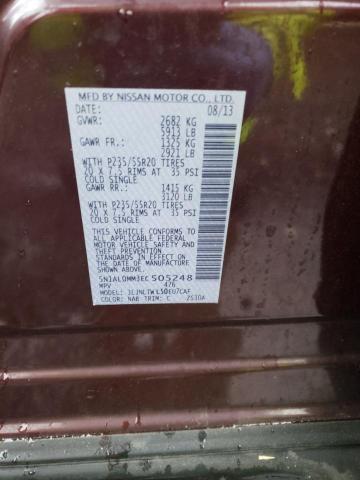 MFD BY NISSAN MOTOR CO., LTD.
DATE: 08/13
GVWR: 2682 KG
5913 LB
GAWR FR.: 1325 KG
2921 LB
WITH P235/55R20 TIRES
20 X 7.5 RIMS AT 35 PSI
COLD SINGLE
GAWR RR.: 1415 KG
3120 LB
WITH P235/55R20 TIRES
20 X 7.5 RIMS AT 35 PSI
COLD SINGLE
THIS VEHICLE CONFORMS TO
ALL APPLICABLE FEDERAL
MOTOR VEHICLE SAFETY
STANDARDS IN EFFECT ON
THE DATE OF MANUFACTURE
SHOWN ABOVE. BUMPER
AND THEFT PREVENTION
5N1AL0MM3EC505248
MPV 426
MODEL:
COLOR: NAB TRIM: C